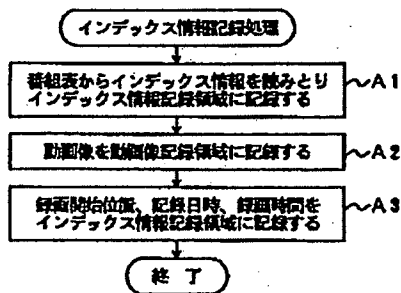 インデックス情報記録処理
番組表からインデックス情報を読みとり
インデックス情報記録領域に記録する
~A1
動画像を動画像記録領域に記録する
~A2
録画開始位置、記録日時、録画時間を
インデックス情報記録領域に記録する
~A3
終 了